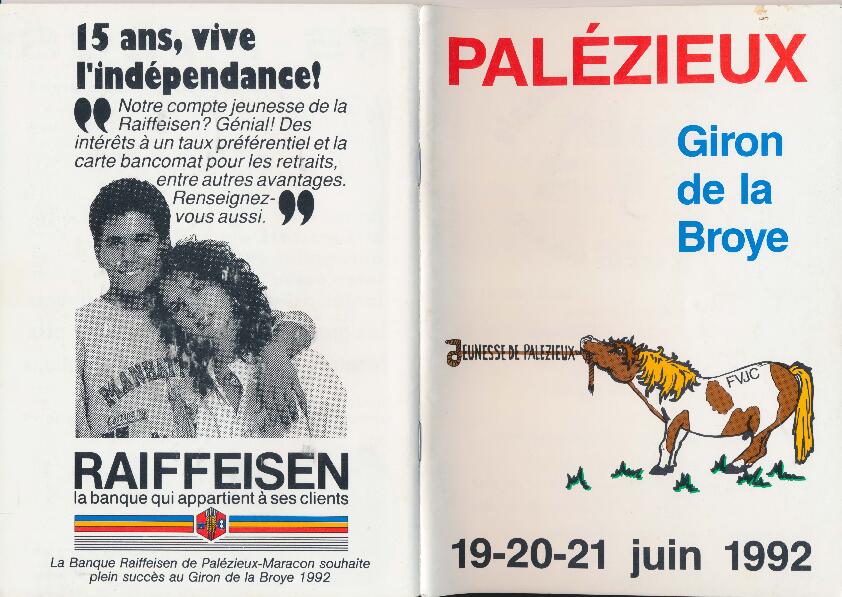 15 ans, vive
l'indépendance!
Notre compte jeunesse de la
Raiffeisen? Génial! Des
intérêts à un taux préférentiel et la
carte bancomat pour les retraits,
entre autres avantages.
Renseignez-
vous aussi.
MANHATT
RAIFFEISEN
la banque qui appartient à ses clients
La Banque Raiffeisen de Palézieux-Maracon souhaite
plein succès au Giron de la Broye 1992
PALÉZIEUX
Giron
de la
Broye
JEUNESSE DE PALEZIEUX
FVJC
19-20-21 juin 1992